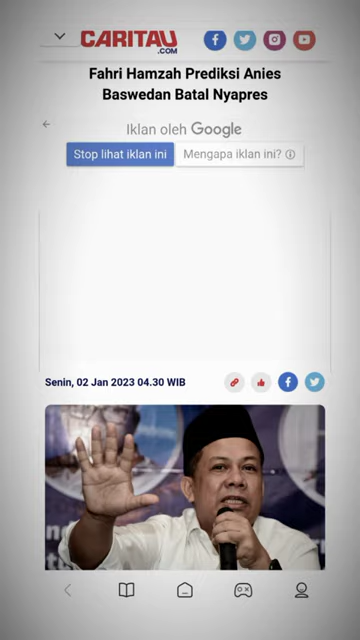 CARITAU
.COM
Fahri Hamzah Prediksi Anies
Baswedan Batal Nyapres
Iklan oleh Google
Stop lihat iklan ini
Mengapa iklan ini?
Senin, 02 Jan 2023 04.30 WIB